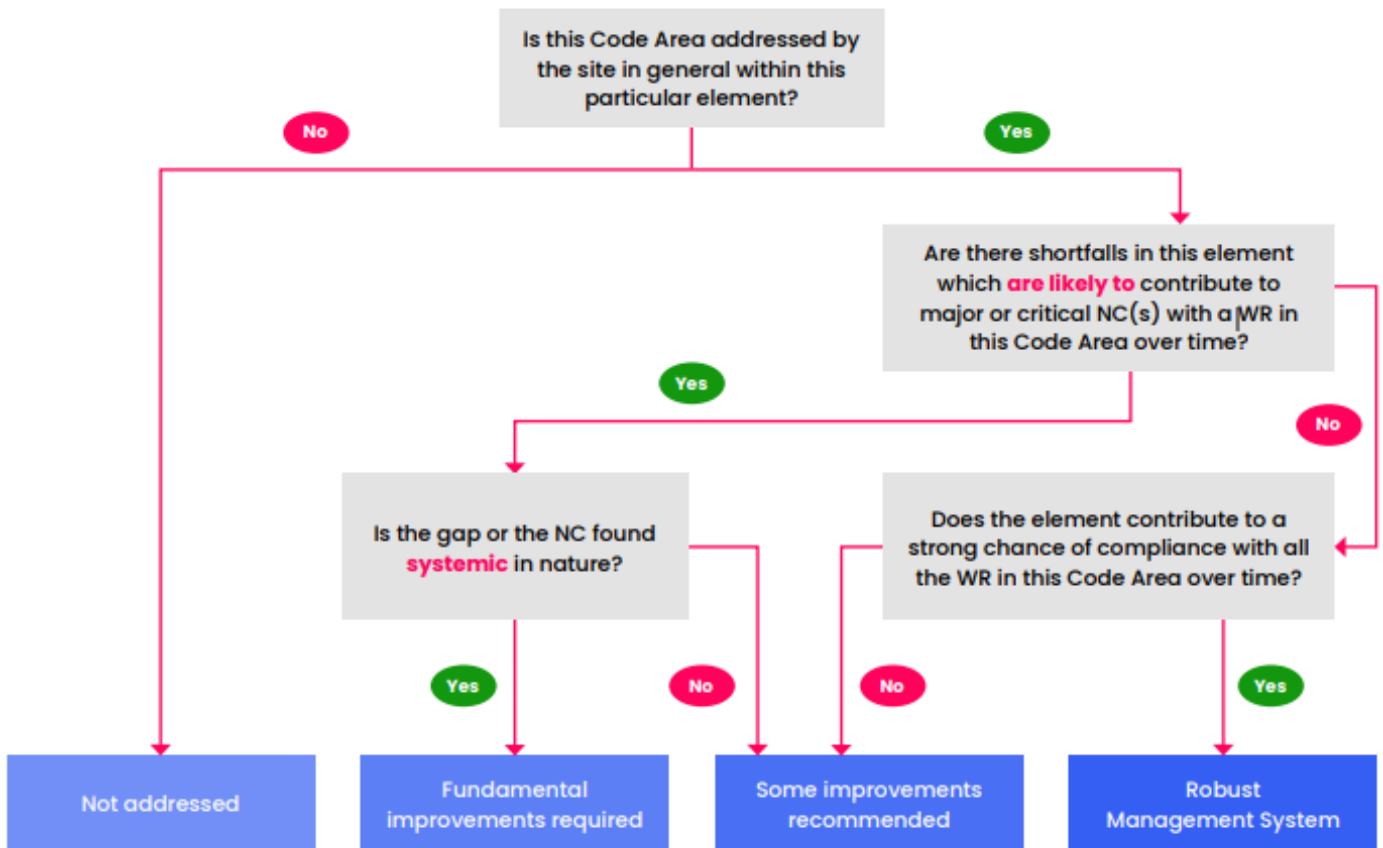 Is this Code Area addressed by
the site in general within this
particular element?
No
Yes
Are there shortfalls in this element
which are likely to contribute to
major or critical NC(s) with a WR in
this Code Area over time?
Yes
No
Is the gap or the NC found
systemic in nature?
Does the element contribute to a
strong chance of compliance with all
the WR in this Code Area over time?
Yes
No
No
Yes
Not addressed
Fundamental
improvements required
Some improvements
recommended
Robust
Management System